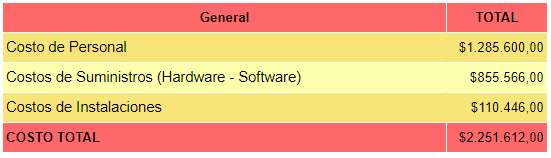 General TOTAL
Costo de Personal $1.285.600,00
Costos de Suministros (Hardware - Software) $855.566,00
Costos de Instalaciones $110.446,00
COSTO TOTAL $2.251.612,00